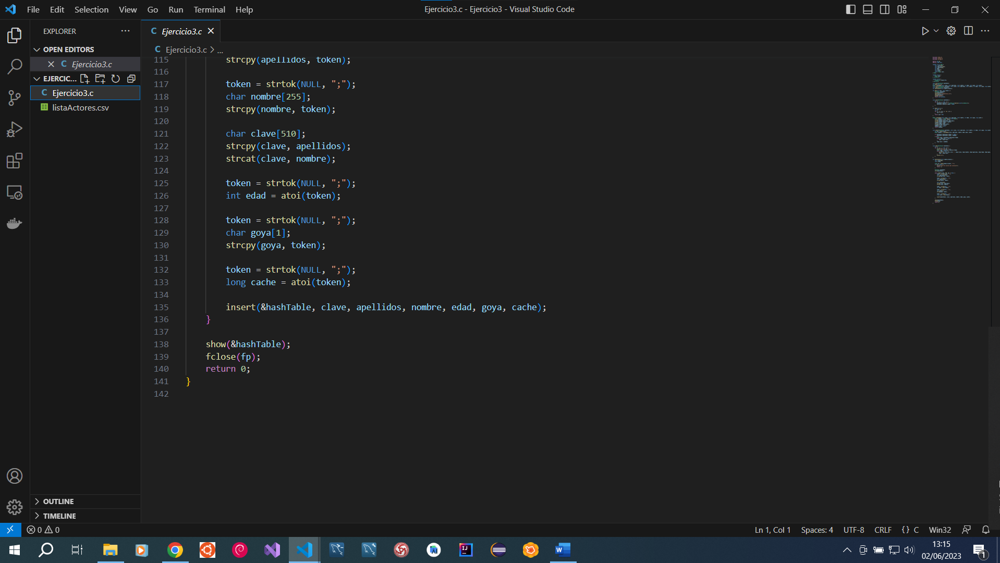 File Edit Selection View Go Run Terminal Help
Ejercicio3.c - Ejercicio3 - Visual Studio Code
EXPLORER
OPEN EDITORS
Ejercicio3.c
EJERCIC...
Ejercicio3.c
listaActores.csv
OUTLINE
TIMELINE
Ejercicio3.c
Ejercicio3.c > ...
115 strcpy(apellidos, token);
116
117 token = strtok(NULL, ";");
118 char nombre[255];
119 strcpy(nombre, token);
120
121 char clave[510];
122 strcpy(clave, apellidos);
123 strcat(clave, nombre);
124
125 token = strtok(NULL, ";");
126 int edad = atoi(token);
127
128 token = strtok(NULL, ";");
129 char goya[1];
130 strcpy(goya, token);
131
132 token = strtok(NULL, ";");
133 long cache = atoi(token);
134
135 insert(&hashTable, clave, apellidos, nombre, edad, goya, cache);
136 }
137
138 show(&hashTable);
139 fclose(fp);
140 return 0;
141 }
142
0 0
Ln 1, Col 1 Spaces: 4 UTF-8 CRLF {} C Win32
13:15
02/06/2023
1